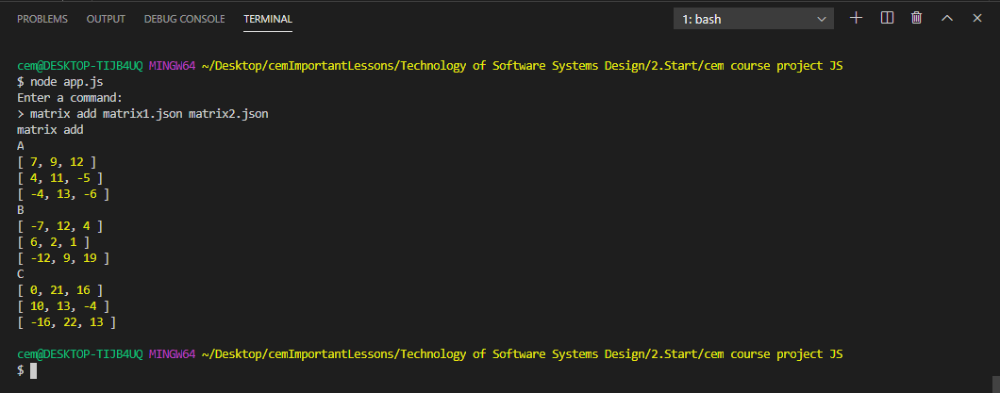 PROBLEMS OUTPUT DEBUG CONSOLE TERMINAL 1: bash
cem@DESKTOP-TIJB4UQ MINGW64 ~/Desktop/cemImportantLessons/Technology of Software Systems Design/2.Start/cem course project JS
$ node app.js
Enter a command:
> matrix add matrix1.json matrix2.json
matrix add
A
[ 7, 9, 12 ]
[ 4, 11, -5 ]
[ -4, 13, -6 ]
B
[ -7, 12, 4 ]
[ 6, 2, 1 ]
[ -12, 9, 19 ]
C
[ 0, 21, 16 ]
[ 10, 13, -4 ]
[ -16, 22, 13 ]
cem@DESKTOP-TIJB4UQ MINGW64 ~/Desktop/cemImportantLessons/Technology of Software Systems Design/2.Start/cem course project JS
$